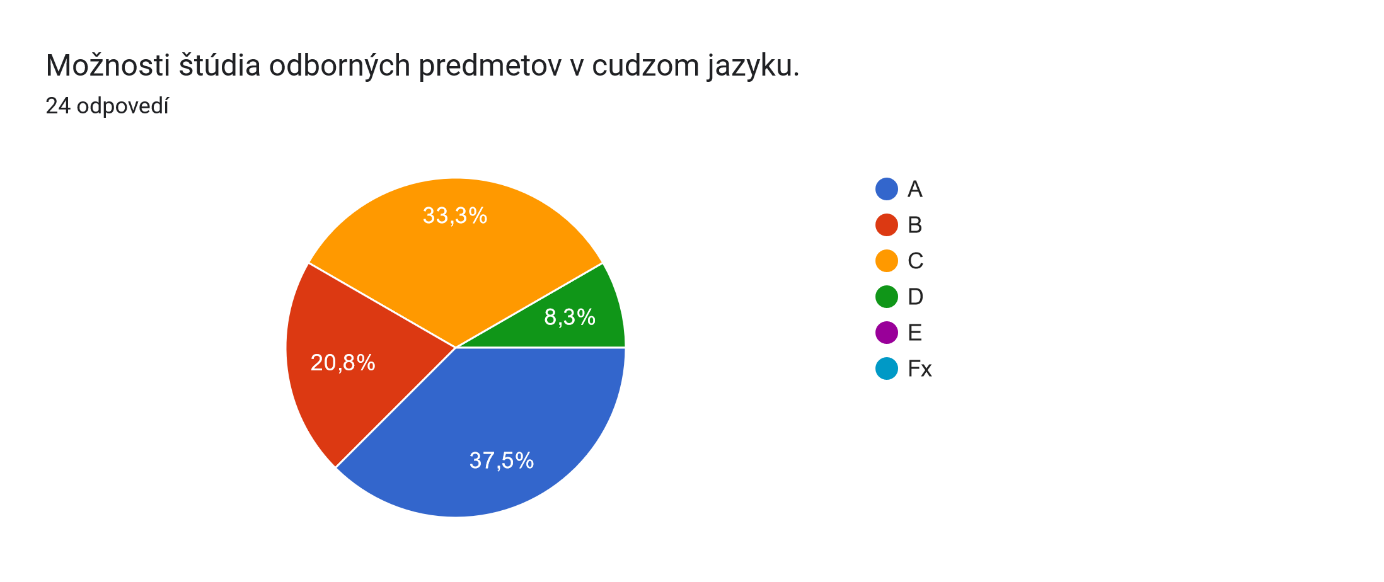 Možnosti štúdia odborných predmetov v cudzom jazyku.
24 odpovedí
33,3%
8,3%
20,8%
37,5%
A
B
C
D
E
Fx